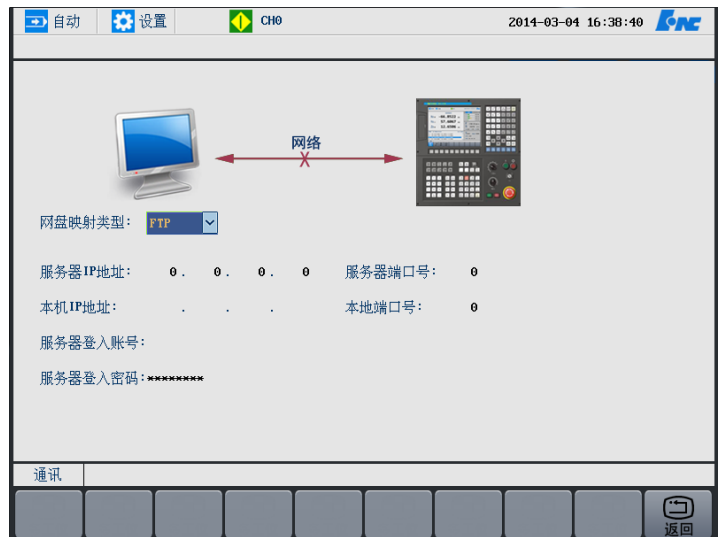 自动 设置 CH0 2014-03-04 16:38:40 HNC
网络
网盘映射类型: FTP
服务器IP地址: 0. 0. 0. 0 服务器端口号: 0
本机IP地址: . . . 本地端口号: 0
服务器登入账号:
服务器登入密码:********
通讯
返回